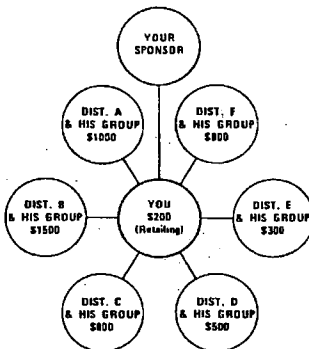 YOUR
SPONSOR
DIST. A
& HIS GROUP
$1000
DIST. F
& HIS GROUP
$800
DIST. B
& HIS GROUP
$1500
YOU
$200
(Retailing)
DIST. E
& HIS GROUP
$300
DIST. C
& HIS GROUP
$800
DIST. D
& HIS GROUP
$500